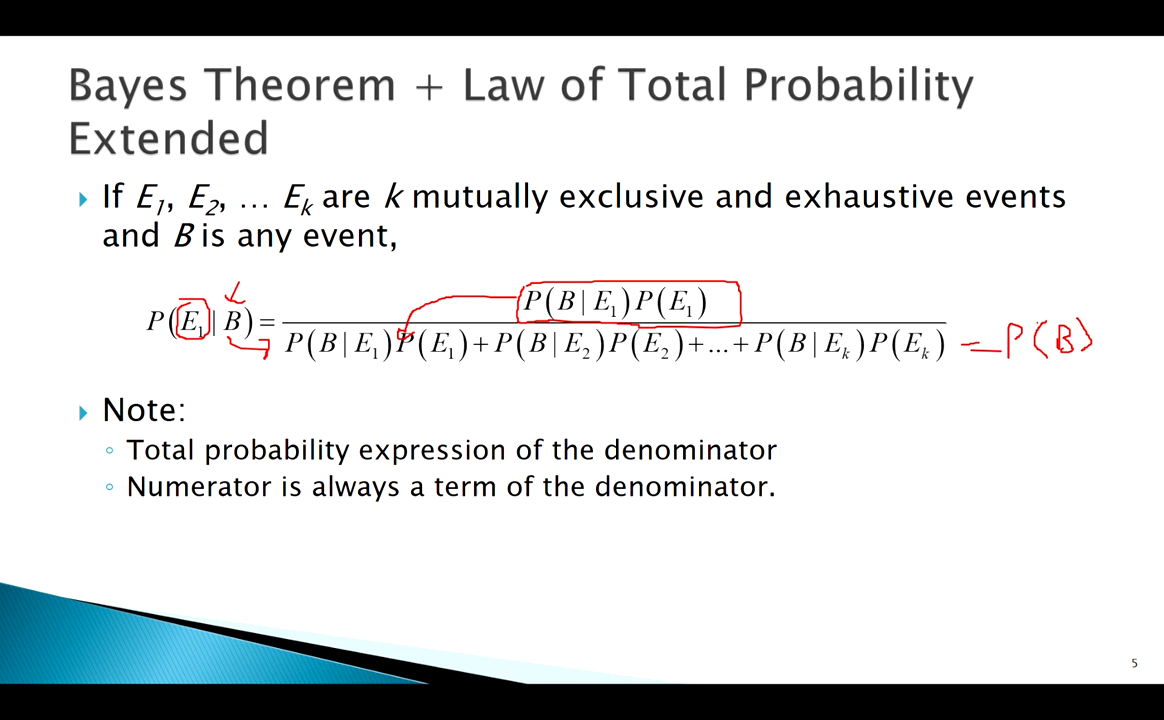 Bayes Theorem + Law of Total Probability
Extended
If E₁, E₂, … Eₖ are k mutually exclusive and exhaustive events
and B is any event,
P(E₁ | B) = P(B | E₁)P(E₁) / P(B | E₁)P(E₁) + P(B | E₂)P(E₂) + ... + P(B | Eₖ)P(Eₖ) = P(B)
Note:
Total probability expression of the denominator
Numerator is always a term of the denominator.
5